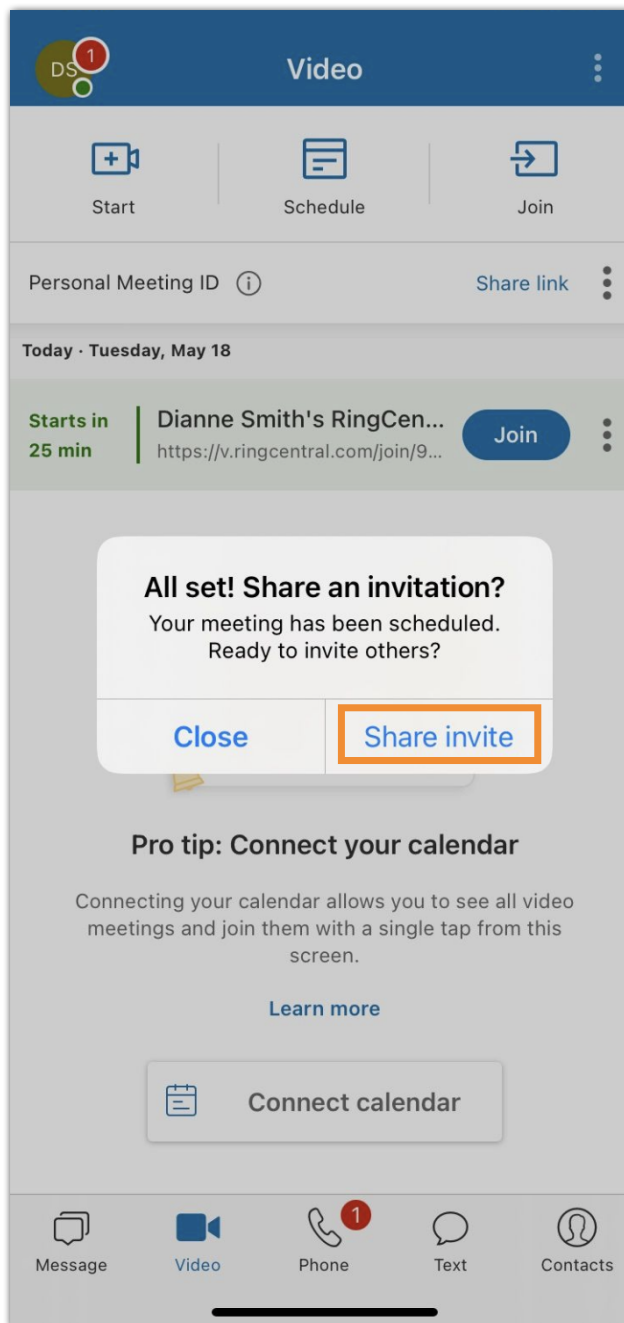 DS
1
Video
Start
Schedule
Join
Personal Meeting ID
Share link
Today · Tuesday, May 18
Starts in
25 min
Dianne Smith's RingCen...
https://v.ringcentral.com/join/9...
Join
All set! Share an invitation?
Your meeting has been scheduled.
Ready to invite others?
Close
Share invite
Pro tip: Connect your calendar
Connecting your calendar allows you to see all video
meetings and join them with a single tap from this
screen.
Learn more
Connect calendar
1
Message
Video
Phone
Text
Contacts